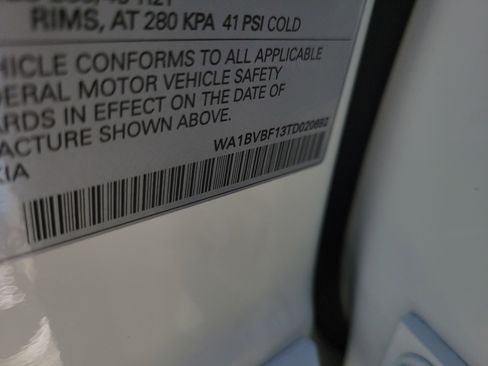 RIMS, AT 280 KPA 41 PSI COLD
HICLE CONFORMS TO ALL APPLICABLE
DERAL MOTOR VEHICLE SAFETY
ARDS IN EFFECT ON THE DATE OF
ACTURE SHOWN ABOVE.
WA1BVBF13TD020692
KIA